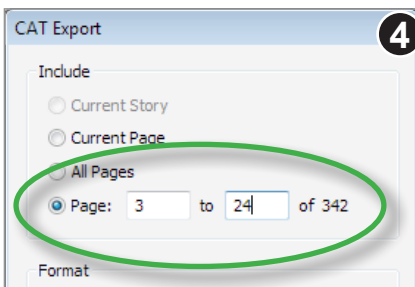 CAT Export
4
Include
Current Story
Current Page
All Pages
Page: 3 to 24 of 342
Format